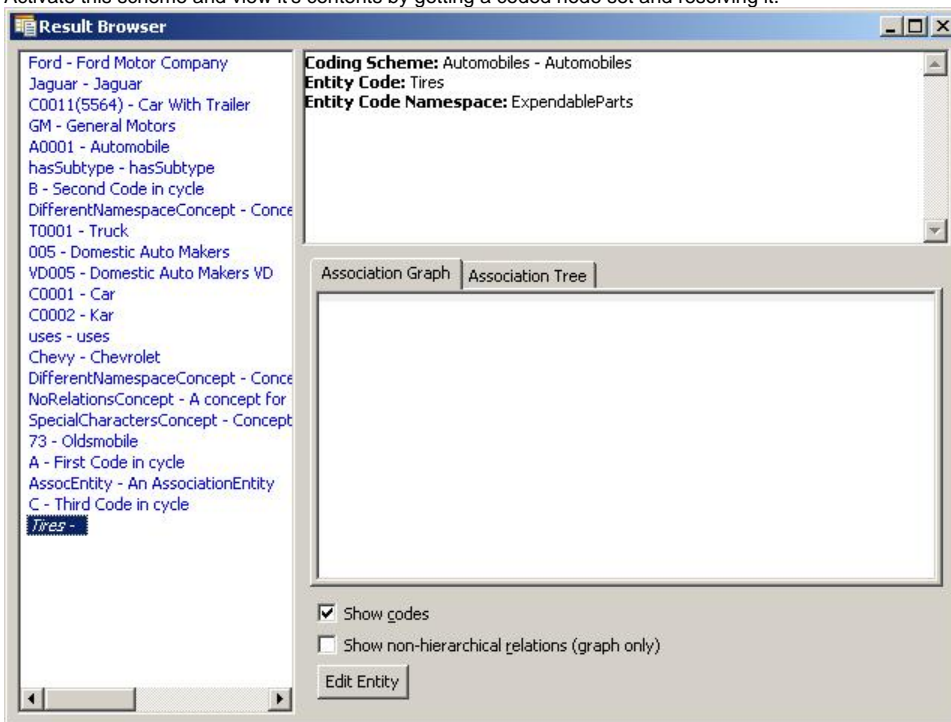 Activate this scheme and view it's contents by getting a coded node set and resolving it.
Result Browser
Ford - Ford Motor Company
Jaguar - Jaguar
C0011(5564) - Car With Trailer
GM - General Motors
A0001 - Automobile
hasSubtype - hasSubtype
B - Second Code in cycle
DifferentNamespaceConcept - Conce
T0001 - Truck
005 - Domestic Auto Makers
VD005 - Domestic Auto Makers VD
C0001 - Car
C0002 - Kar
uses - uses
Chevy - Chevrolet
DifferentNamespaceConcept - Conce
NoRelationsConcept - A concept for
SpecialCharactersConcept - Concept
73 - Oldsmobile
A - First Code in cycle
AssocEntity - An AssociationEntity
C - Third Code in cycle
Tires -
Coding Scheme: Automobiles - Automobiles
Entity Code: Tires
Entity Code Namespace: ExpendableParts
Association Graph Association Tree
Show codes
Show non-hierarchical relations (graph only)
Edit Entity